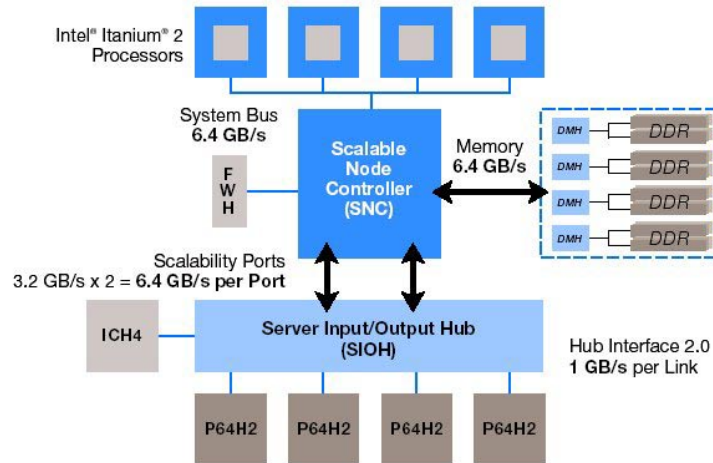 Intel® Itanium® 2
Processors
System Bus
6.4 GB/s
F
W
H
Scalable
Node
Controller
(SNC)
Memory
6.4 GB/s
DMH
DDR
DMH
DDR
DMH
DDR
DMH
DDR
Scalability Ports
3.2 GB/s x 2 = 6.4 GB/s per Port
ICH4
Server Input/Output Hub
(SIOH)
Hub Interface 2.0
1 GB/s per Link
P64H2
P64H2
P64H2
P64H2